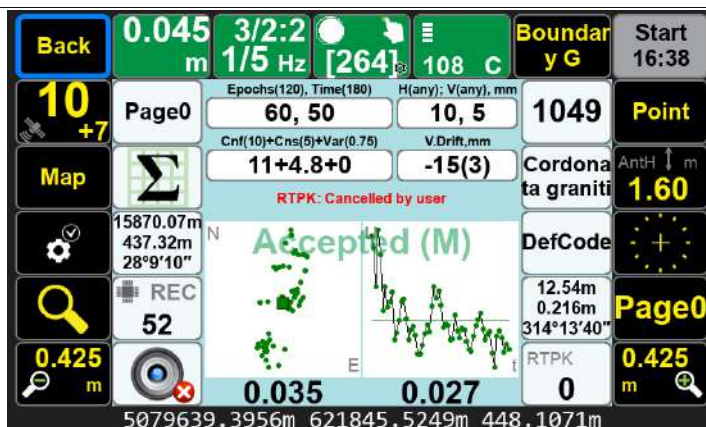 Back
0.045
m
3/2:2
1/5 Hz
[264]
108 C
Boundar
y G
Start
16:38
10
+7
Page0
Epochs(120), Time(180)
60, 50
H(any); V(any), mm
10, 5
1049
Point
Cnf(10)+Cns(5)+Var(0.75)
11+4.8+0
V.Drift,mm
-15(3)
Map
Σ
Cordona
ta graniti
AntH m
1.60
RTPK: Cancelled by user
15870.07m
437.32m
28°9'10"
N
Accepted (M)
H
E
t
DefCode
REC
52
12.54m
0.216m
314°13'40"
Page0
0.425
m
0.035
0.027
RTPK
0
0.425
m
5079639.3956m 621845.5249m 448.1071m